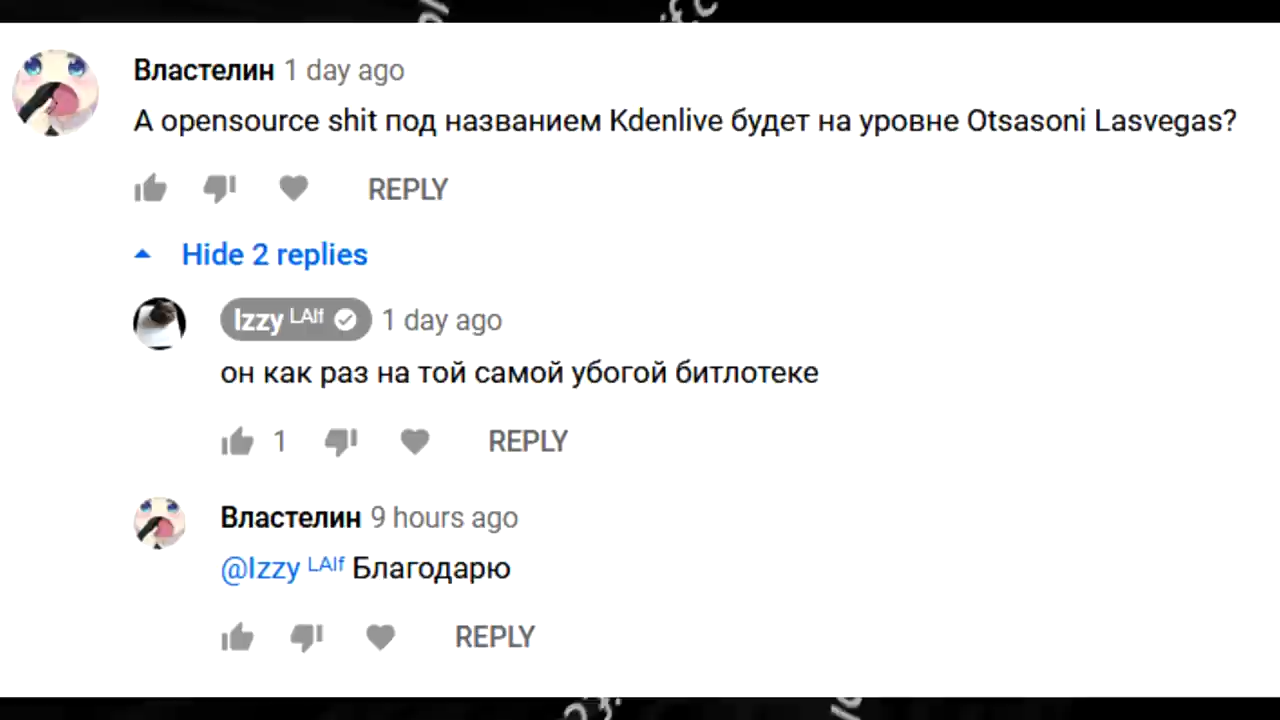 Властелин 1 day ago
А opensource shit под названием Kdenlive будет на уровне Otsasoni Lasvegas?
REPLY
Hide 2 replies
Izzy ᴸᴬᴵᶠ 1 day ago
он как раз на той самой убогой битлотеке
1 REPLY
Властелин 9 hours ago
@Izzy ᴸᴬᴵᶠ Благодарю
REPLY